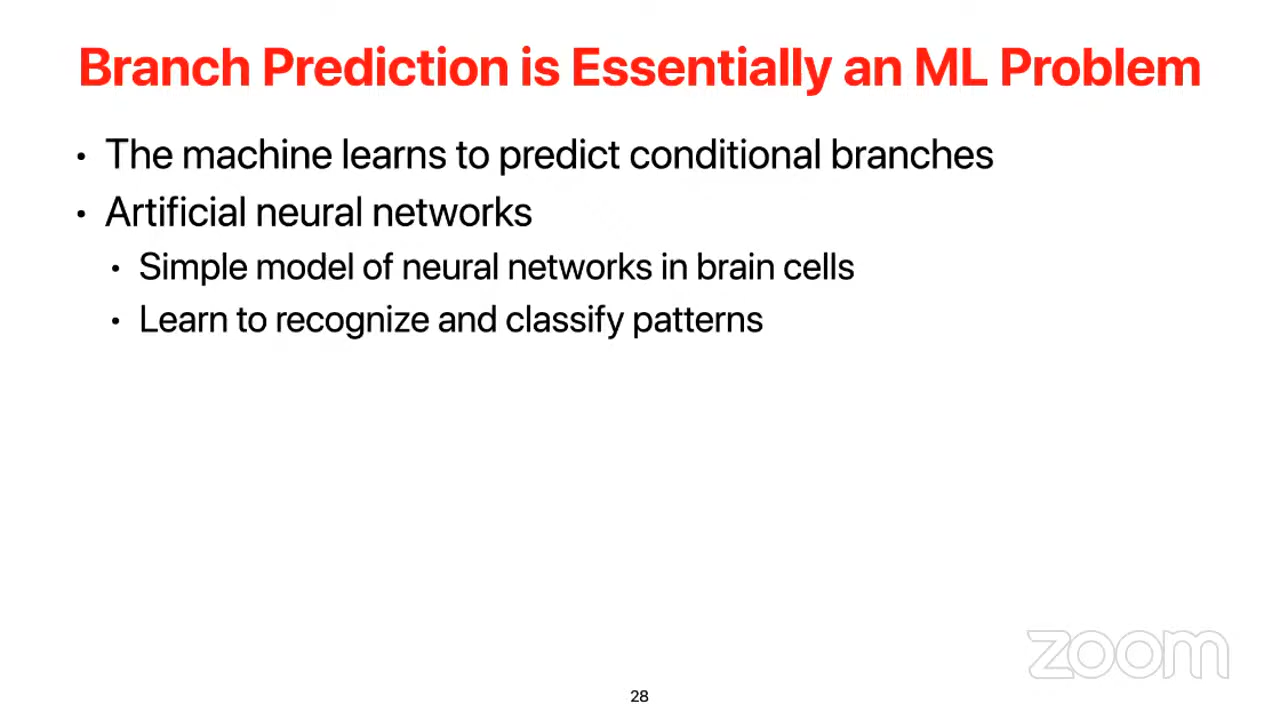 Branch Prediction is Essentially an ML Problem
• The machine learns to predict conditional branches
• Artificial neural networks
• Simple model of neural networks in brain cells
• Learn to recognize and classify patterns
zoom
28